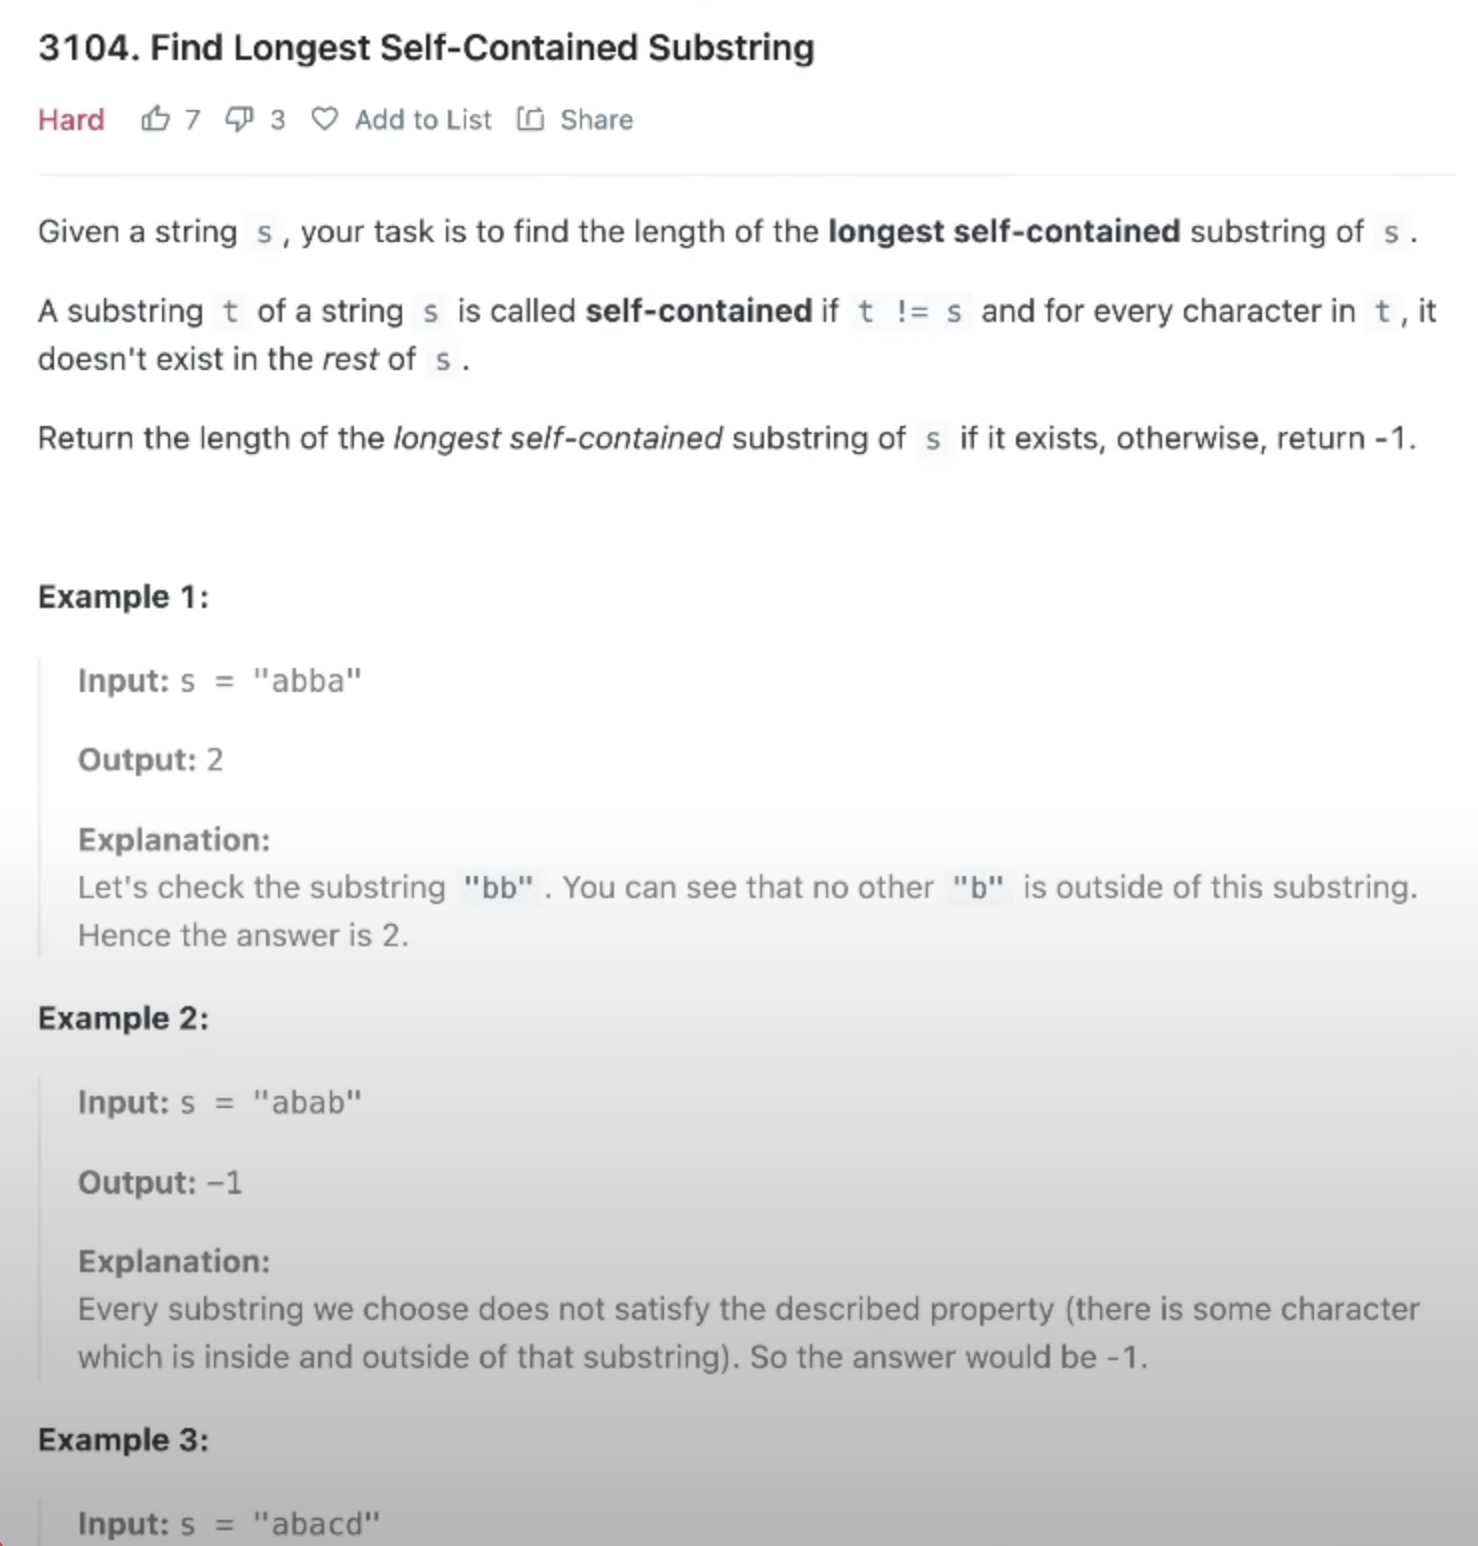 3104. Find Longest Self-Contained Substring
Hard 7 3 Add to List Share
Given a string s, your task is to find the length of the longest self-contained substring of s.
A substring t of a string s is called self-contained if t != s and for every character in t, it
doesn't exist in the rest of s.
Return the length of the longest self-contained substring of s if it exists, otherwise, return -1.
Example 1:
Input: s = "abba"
Output: 2
Explanation:
Let's check the substring "bb". You can see that no other "b" is outside of this substring.
Hence the answer is 2.
Example 2:
Input: s = "abab"
Output: -1
Explanation:
Every substring we choose does not satisfy the described property (there is some character
which is inside and outside of that substring). So the answer would be -1.
Example 3:
Input: s = "abacd"